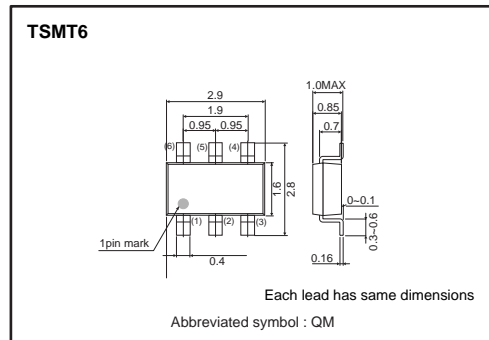 TSMT6
1.0MAX
2.9
0.85
1.9
0.7
0.95 0.95
(6) (5) (4)
1.6
2.8
0~0.1
(1) (2) (3)
1pin mark
0.3~0.6
0.4
0.16
Each lead has same dimensions
Abbreviated symbol : QM